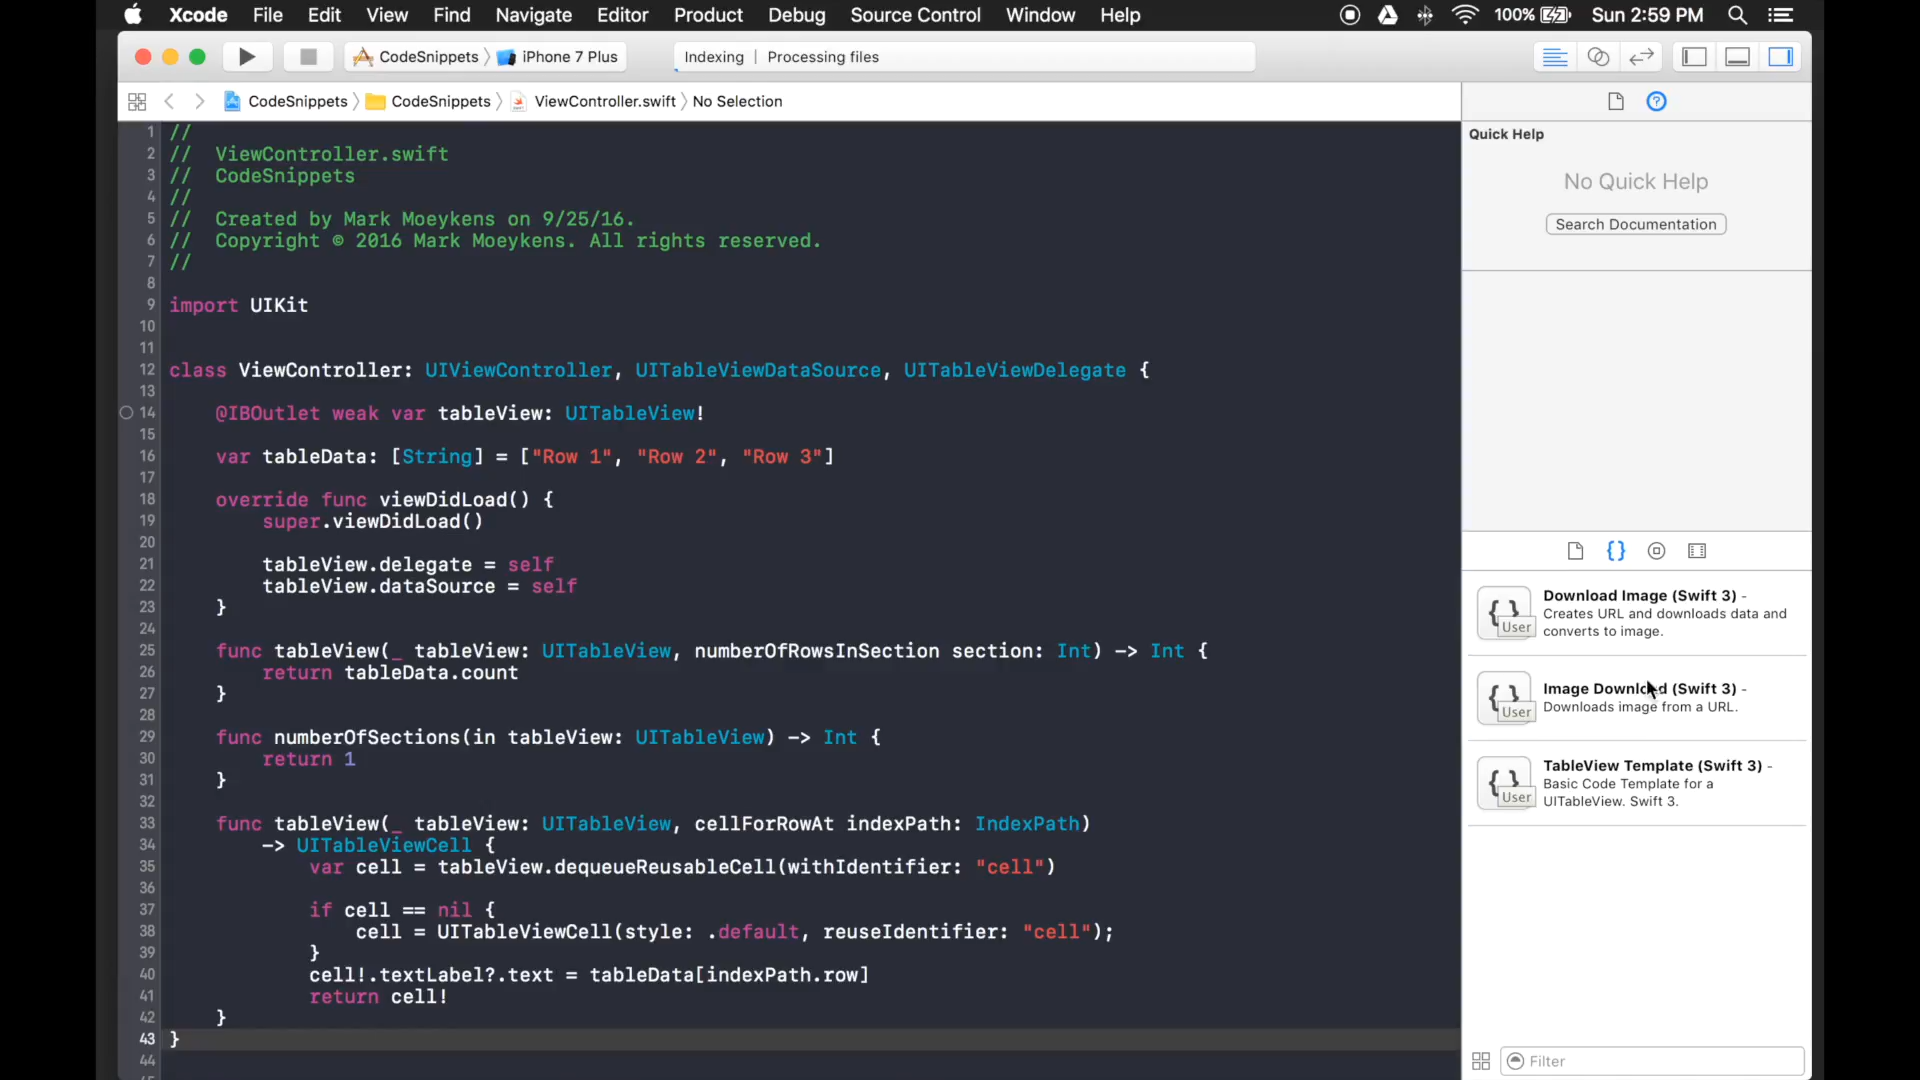 Xcode File Edit View Find Navigate Editor Product Debug Source Control Window Help 100% Sun 2:59 PM
CodeSnippets iPhone 7 Plus Indexing | Processing files
CodeSnippets CodeSnippets ViewController.swift No Selection
1 //
2 //  ViewController.swift
3 //  CodeSnippets
4 //
5 //  Created by Mark Moeykens on 9/25/16.
6 //  Copyright © 2016 Mark Moeykens. All rights reserved.
7 //
8
9 import UIKit
10
11
12 class ViewController: UIViewController, UITableViewDataSource, UITableViewDelegate {
13
14     @IBOutlet weak var tableView: UITableView!
15
16     var tableData: [String] = ["Row 1", "Row 2", "Row 3"]
17
18     override func viewDidLoad() {
19         super.viewDidLoad()
20
21         tableView.delegate = self
22         tableView.dataSource = self
23     }
24
25     func tableView(_ tableView: UITableView, numberOfRowsInSection section: Int) -> Int {
26         return tableData.count
27     }
28
29     func numberOfSections(in tableView: UITableView) -> Int {
30         return 1
31     }
32
33     func tableView(_ tableView: UITableView, cellForRowAt indexPath: IndexPath)
34         -> UITableViewCell {
35             var cell = tableView.dequeueReusableCell(withIdentifier: "cell")
36
37             if cell == nil {
38                 cell = UITableViewCell(style: .default, reuseIdentifier: "cell");
39             }
40             cell!.textLabel?.text = tableData[indexPath.row]
41             return cell!
42     }
43 }
44
Quick Help
No Quick Help
Search Documentation
Download Image (Swift 3) -
Creates URL and downloads data and
converts to image.
{ } User
Image Download (Swift 3) -
Downloads image from a URL.
{ } User
TableView Template (Swift 3) -
Basic Code Template for a
UITableView. Swift 3.
{ } User
Filter